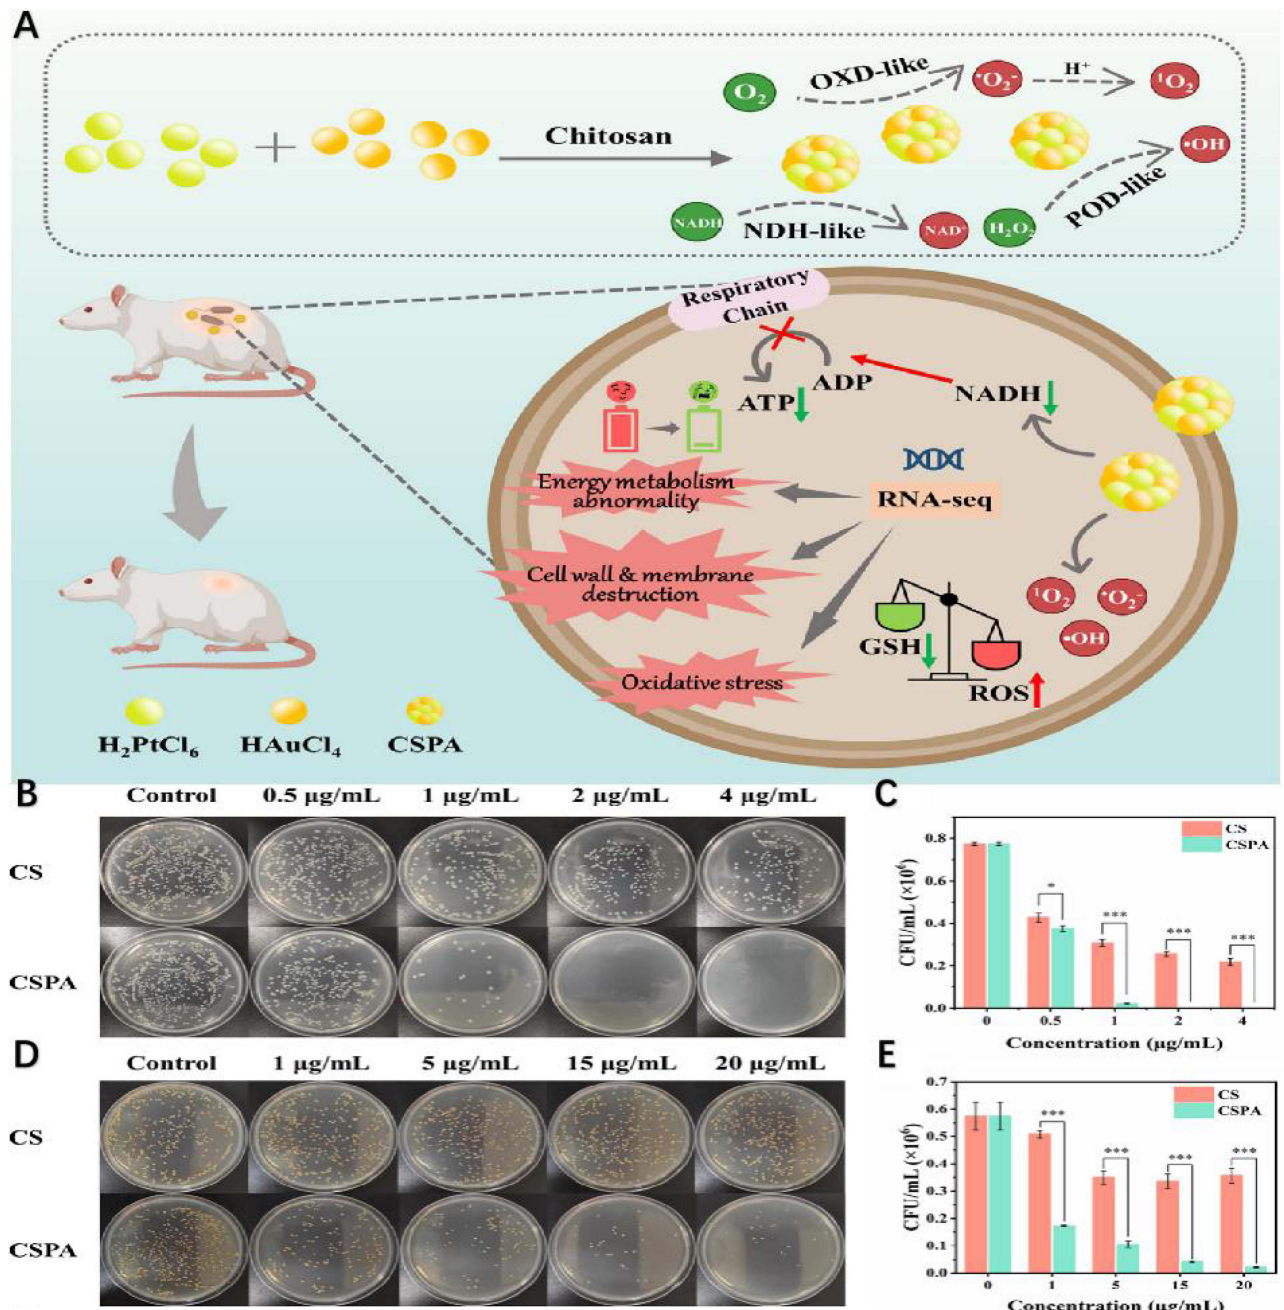 A
O₂
OXD-like
•O₂⁻
H⁺
¹O₂
Chitosan
•OH
POD-like
NADH
NDH-like
NAD⁺
H₂O₂
Respiratory
Chain
ADP
ATP
NADH
RNA-seq
Energy metabolism
abnormality
Cell wall & membrane
destruction
Oxidative stress
¹O₂
•O₂⁻
•OH
GSH
ROS
H₂PtCl₆
HAuCl₄
CSPA
B
Control
0.5 μg/mL
1 μg/mL
2 μg/mL
4 μg/mL
CS
CSPA
C
CFU/mL (×10⁶)
0.8
0.6
0.4
0.2
0.0
CS
CSPA
*
***
***
***
0
0.5
1
2
4
Concentration (μg/mL)
D
Control
1 μg/mL
5 μg/mL
15 μg/mL
20 μg/mL
CS
CSPA
E
CFU/mL (×10⁶)
0.7
0.6
0.5
0.4
0.3
0.2
0.1
0.0
CS
CSPA
***
***
***
***
0
1
5
15
20
Concentration (μg/mL)